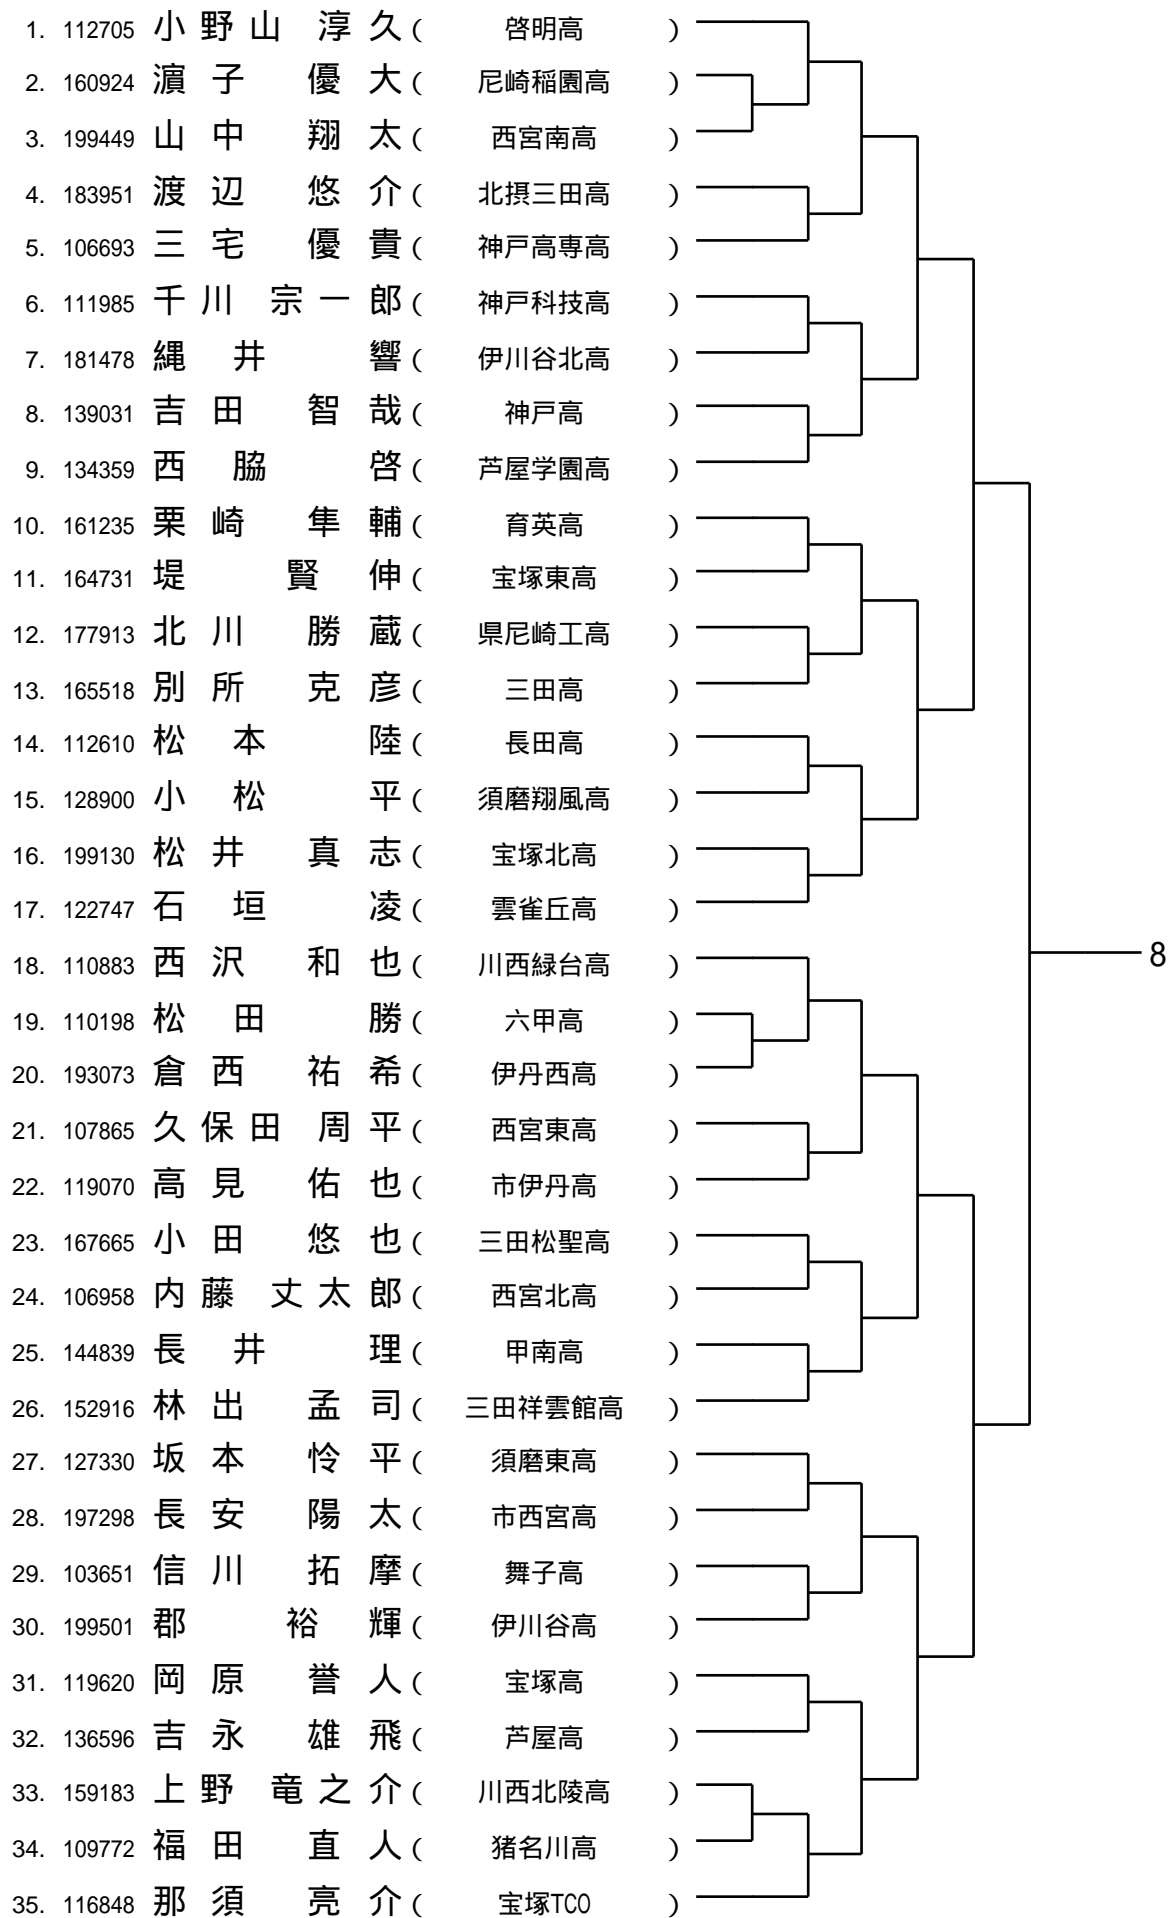 1. 112705 小野山 淳久 ( 啓明高 )
2. 160924 濵子 優大 ( 尼崎稲園高 )
3. 199449 山中 翔太 ( 西宮南高 )
4. 183951 渡辺 悠介 ( 北摂三田高 )
5. 106693 三宅 優貴 ( 神戸高専高 )
6. 111985 千川 宗一郎 ( 神戸科技高 )
7. 181478 縄井 響 ( 伊川谷北高 )
8. 139031 吉田 智哉 ( 神戸高 )
9. 134359 西脇 啓 ( 芦屋学園高 )
10. 161235 栗崎 隼輔 ( 育英高 )
11. 164731 堤 賢伸 ( 宝塚東高 )
12. 177913 北川 勝蔵 ( 県尼崎工高 )
13. 165518 別所 克彦 ( 三田高 )
14. 112610 松本 陸 ( 長田高 )
15. 128900 小松 平 ( 須磨翔風高 )
16. 199130 松井 真志 ( 宝塚北高 )
17. 122747 石垣 凌 ( 雲雀丘高 )
18. 110883 西沢 和也 ( 川西緑台高 )
8
19. 110198 松田 勝 ( 六甲高 )
20. 193073 倉西 祐希 ( 伊丹西高 )
21. 107865 久保田 周平 ( 西宮東高 )
22. 119070 高見 佑也 ( 市伊丹高 )
23. 167665 小田 悠也 ( 三田松聖高 )
24. 106958 内藤 丈太郎 ( 西宮北高 )
25. 144839 長井 理 ( 甲南高 )
26. 152916 林出 孟司 ( 三田祥雲館高 )
27. 127330 坂本 怜平 ( 須磨東高 )
28. 197298 長安 陽太 ( 市西宮高 )
29. 103651 信川 拓摩 ( 舞子高 )
30. 199501 郡 裕輝 ( 伊川谷高 )
31. 119620 岡原 誉人 ( 宝塚高 )
32. 136596 吉永 雄飛 ( 芦屋高 )
33. 159183 上野 竜之介 ( 川西北陵高 )
34. 109772 福田 直人 ( 猪名川高 )
35. 116848 那須 亮介 ( 宝塚TCO )